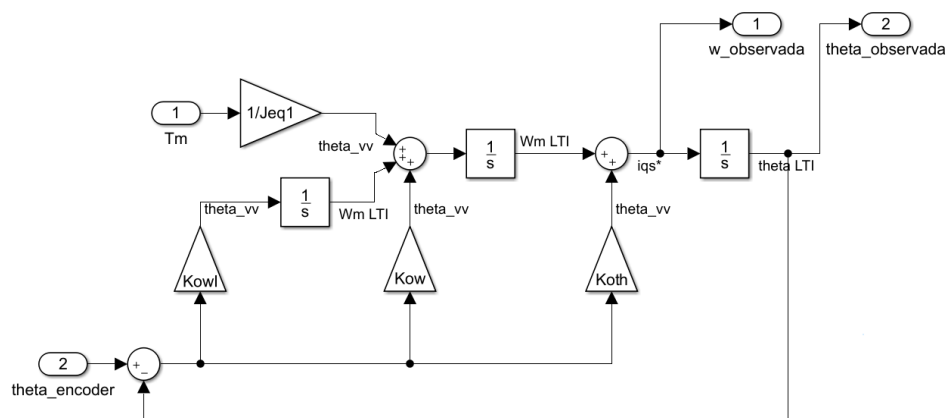 1
w_observada
2
theta_observada
1
Tm
1/Jeq1
theta_vv
+
+
+
1
s
Wm LTI
+
+
iqs*
1
s
theta LTI
theta_vv
1
s
Wm LTI
theta_vv
theta_vv
Kowl
Kow
Koth
2
theta_encoder
+
−